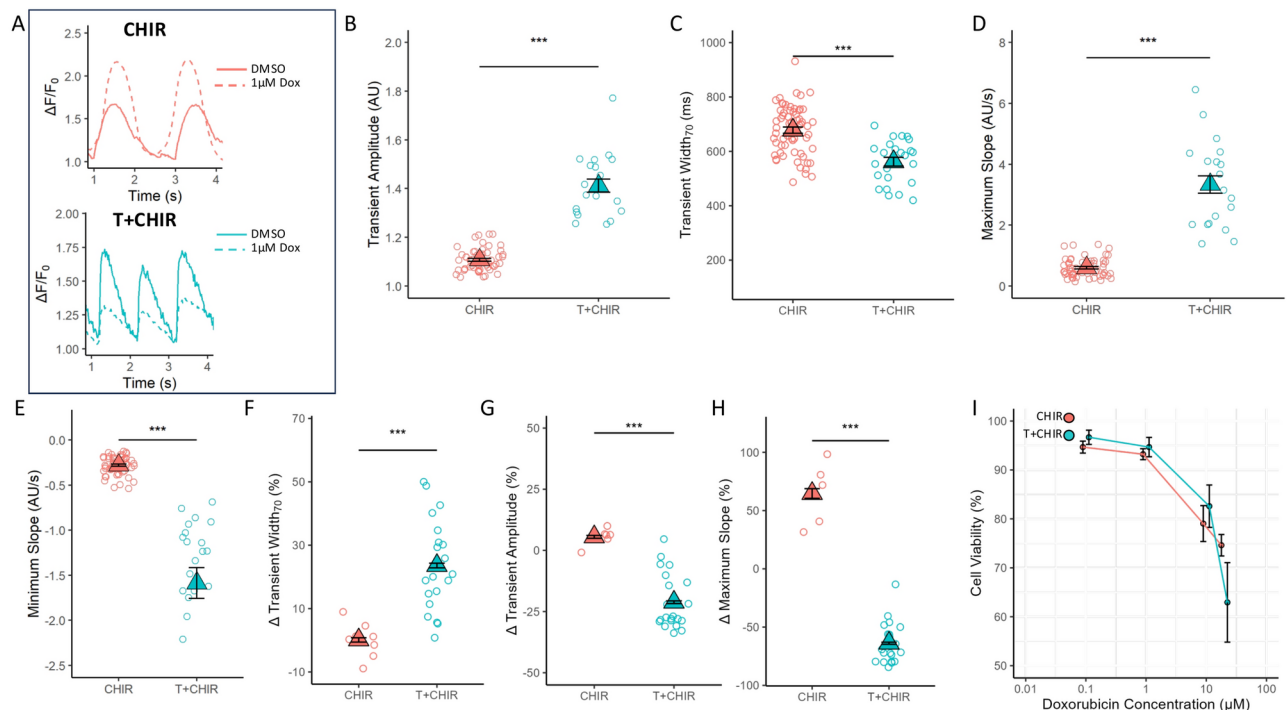 A
CHIR
ΔF/F₀
2.5
2.0
1.5
1.0
DMSO
1µM Dox
1
2
3
4
Time (s)
T+CHIR
ΔF/F₀
2.00
1.75
1.50
1.25
1.00
DMSO
1µM Dox
1
2
3
4
Time (s)
B
Transient Amplitude (AU)
2.0
1.8
1.6
1.4
1.2
1.0
***
CHIR
T+CHIR
C
Transient Width₇₀ (ms)
1000
800
600
400
200
***
CHIR
T+CHIR
D
Maximum Slope (AU/s)
8
6
4
2
0
***
CHIR
T+CHIR
E
Minimum Slope (AU/s)
0.0
-0.5
-1.0
-1.5
-2.0
-2.5
***
CHIR
T+CHIR
F
Δ Transient Width₇₀ (%)
70
50
30
10
-10
***
CHIR
T+CHIR
G
Δ Transient Amplitude (%)
50
25
0
-25
-50
***
CHIR
T+CHIR
H
Δ Maximum Slope (%)
100
50
0
-50
-100
***
CHIR
T+CHIR
I
Cell Viability (%)
100
95
90
85
80
75
70
65
60
55
50
CHIR
T+CHIR
0.01
0.1
1
10
100
Doxorubicin Concentration (µM)